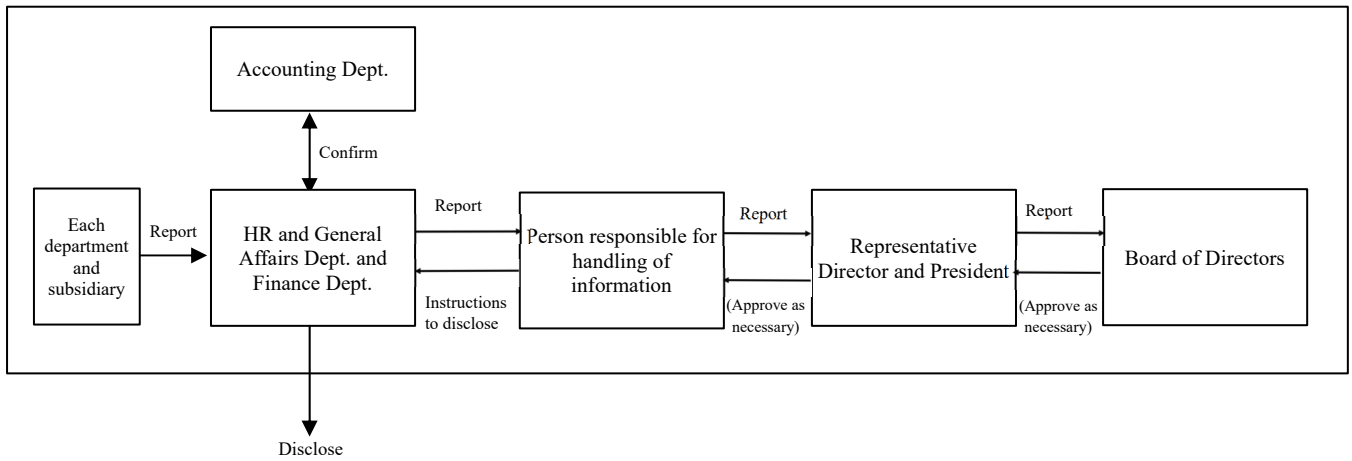 Accounting Dept.
Confirm
Each
department
and
subsidiary
Report
HR and General
Affairs Dept. and
Finance Dept.
Report
Instructions
to disclose
Person responsible for
handling of
information
Report
(Approve as
necessary)
Representative
Director and President
Report
(Approve as
necessary)
Board of Directors
Disclose